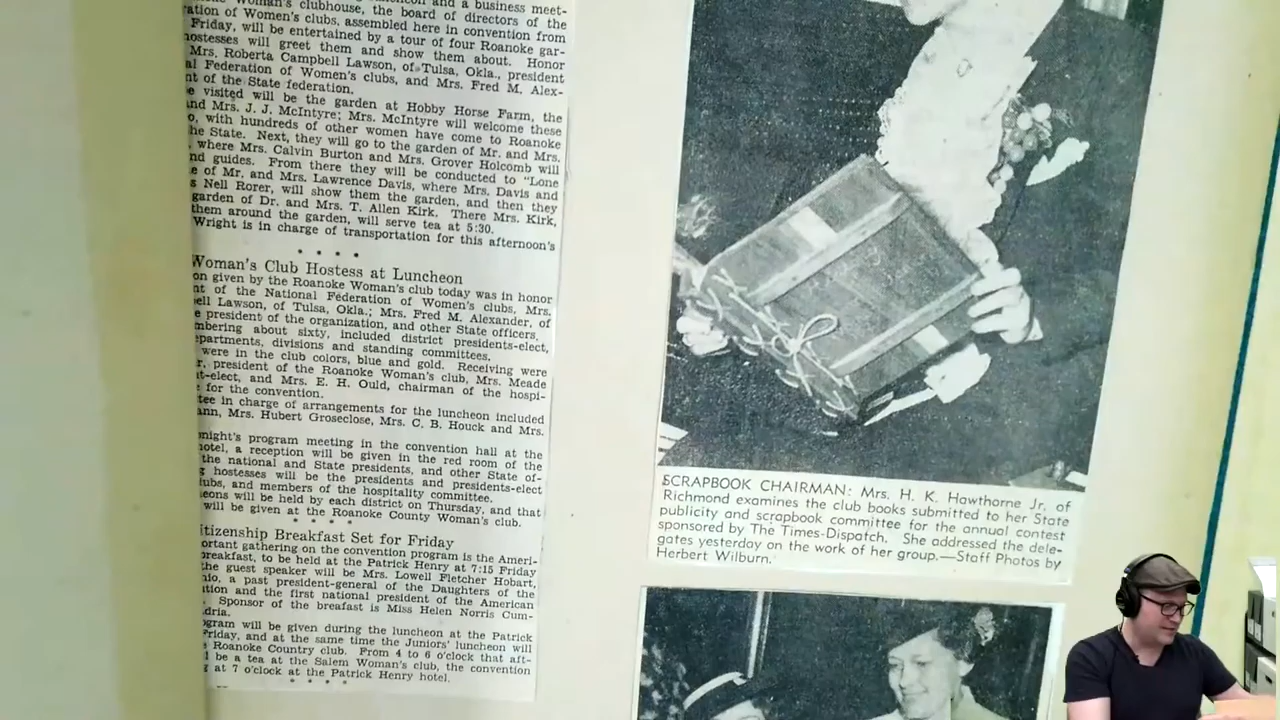 luncheon and a business meet-
Woman's clubhouse, the board of directors of the
ration of Women's clubs, assembled here in convention from
Friday, will be entertained by a tour of four Roanoke gar-
hostesses will greet them and show them about. Honor
Mrs. Roberta Campbell Lawson, of Tulsa, Okla., president
al Federation of Women's clubs, and Mrs. Fred M. Alex-
nt of the State federation.
e visited will be the garden at Hobby Horse Farm, the
and Mrs. J. J. McIntyre; Mrs. McIntyre will welcome these
o, with hundreds of other women have come to Roanoke
he State. Next, they will go to the garden of Mr. and Mrs.
, where Mrs. Calvin Burton and Mrs. Grover Holcomb will
nd guides. From there they will be conducted to "Lone
e of Mr. and Mrs. Lawrence Davis, where Mrs. Davis and
s Nell Rorer, will show them the garden, and then they
garden of Dr. and Mrs. T. Allen Kirk. There Mrs. Kirk,
them around the garden, will serve tea at 5:30.
Wright is in charge of transportation for this afternoon's
* * * *
Woman's Club Hostess at Luncheon
on given by the Roanoke Woman's club today was in honor
nt of the National Federation of Women's clubs, Mrs.
ell Lawson, of Tulsa, Okla.; Mrs. Fred M. Alexander, of
e president of the organization, and other State officers,
mbering about sixty, included district presidents-elect,
epartments, divisions and standing committees.
were in the club colors, blue and gold. Receiving were
r, president of the Roanoke Woman's club, Mrs. Meade
t-elect, and Mrs. E. H. Ould, chairman of the hospi-
e for the convention.
tee in charge of arrangements for the luncheon included
ann, Mrs. Hubert Groseclose, Mrs. C. B. Houck and Mrs.
onight's program meeting in the convention hall at the
hotel, a reception will be given in the red room of the
the national and State presidents, and other State of-
g hostesses will be the presidents and presidents-elect
lubs, and members of the hospitality committee.
eons will be held by each district on Thursday, and that
will be given at the Roanoke County Woman's club.
* * * *
itizenship Breakfast Set for Friday
ortant gathering on the convention program is the Ameri-
breakfast, to be held at the Patrick Henry at 7:15 Friday
the guest speaker will be Mrs. Lowell Fletcher Hobart,
hio, a past president-general of the Daughters of the
ution and the first national president of the American
. Sponsor of the breafast is Miss Helen Norris Cum-
dria.
ogram will be given during the luncheon at the Patrick
Friday, and at the same time the Juniors' luncheon will
e Roanoke Country club. From 4 to 6 o'clock that aft-
l be a tea at the Salem Woman's club, the convention
g at 7 o'clock at the Patrick Henry hotel.
* * * *
SCRAPBOOK CHAIRMAN: Mrs. H. K. Hawthorne Jr. of
Richmond examines the club books submitted to her State
publicity and scrapbook committee for the annual contest
sponsored by The Times-Dispatch. She addressed the dele-
gates yesterday on the work of her group.—Staff Photos by
Herbert Wilburn.